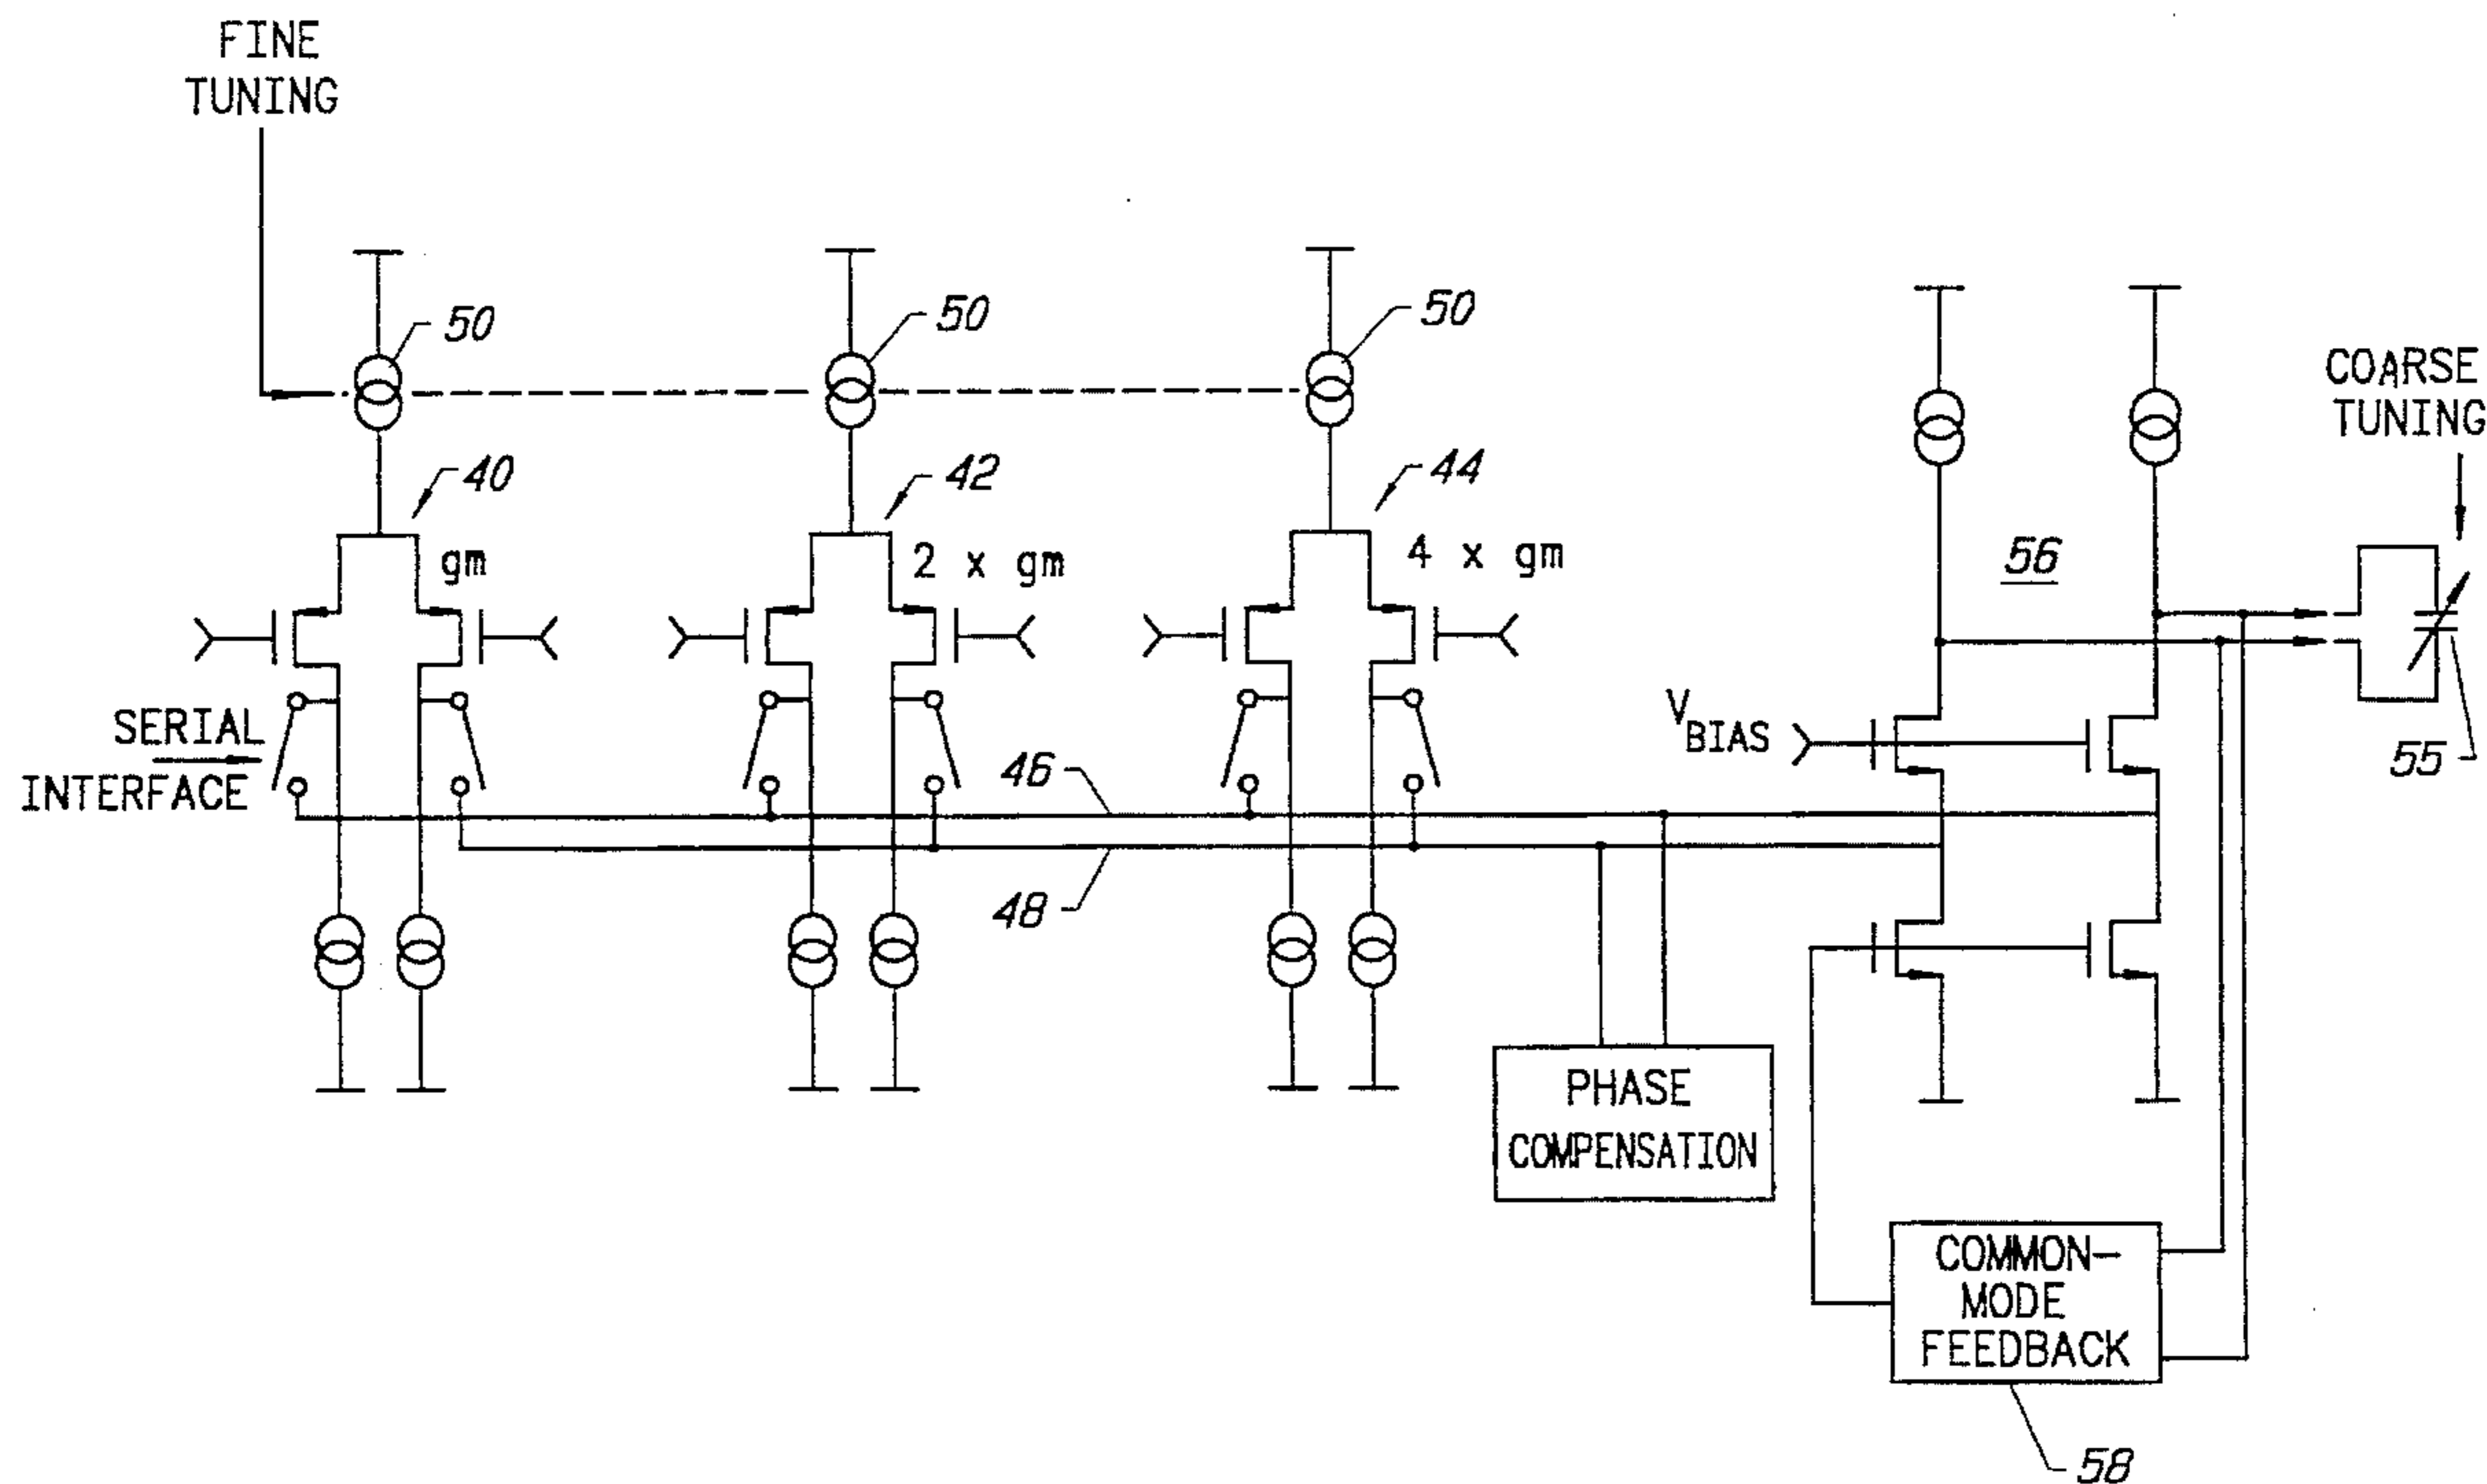 FINE
TUNING
50
50
50
COARSE
TUNING
40
42
44
gm
2 x gm
4 x gm
56
SERIAL
INTERFACE
V BIAS
55
46
48
PHASE
COMPENSATION
COMMON-
MODE
FEEDBACK
58